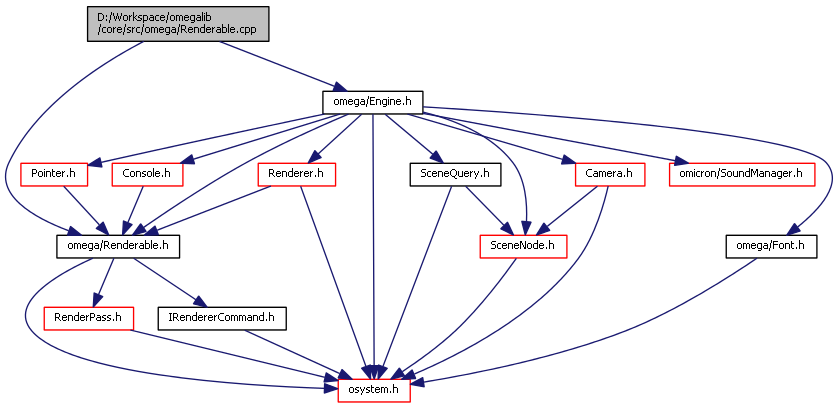 D:/Workspace/omegalib
/core/src/omega/Renderable.cpp
omega/Engine.h
Pointer.h
Console.h
Renderer.h
SceneQuery.h
Camera.h
omicron/SoundManager.h
omega/Renderable.h
SceneNode.h
omega/Font.h
RenderPass.h
IRendererCommand.h
osystem.h